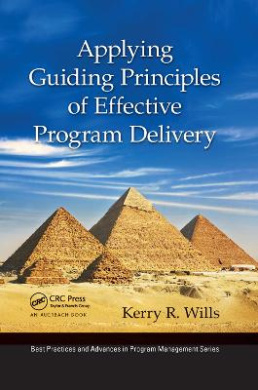 Applying
Guiding Principles
of Effective
Program Delivery
CRC Press
Taylor & Francis Group
AN AUERBACH BOOK
Kerry R. Wills
Best Practices and Advances in Program Management Series